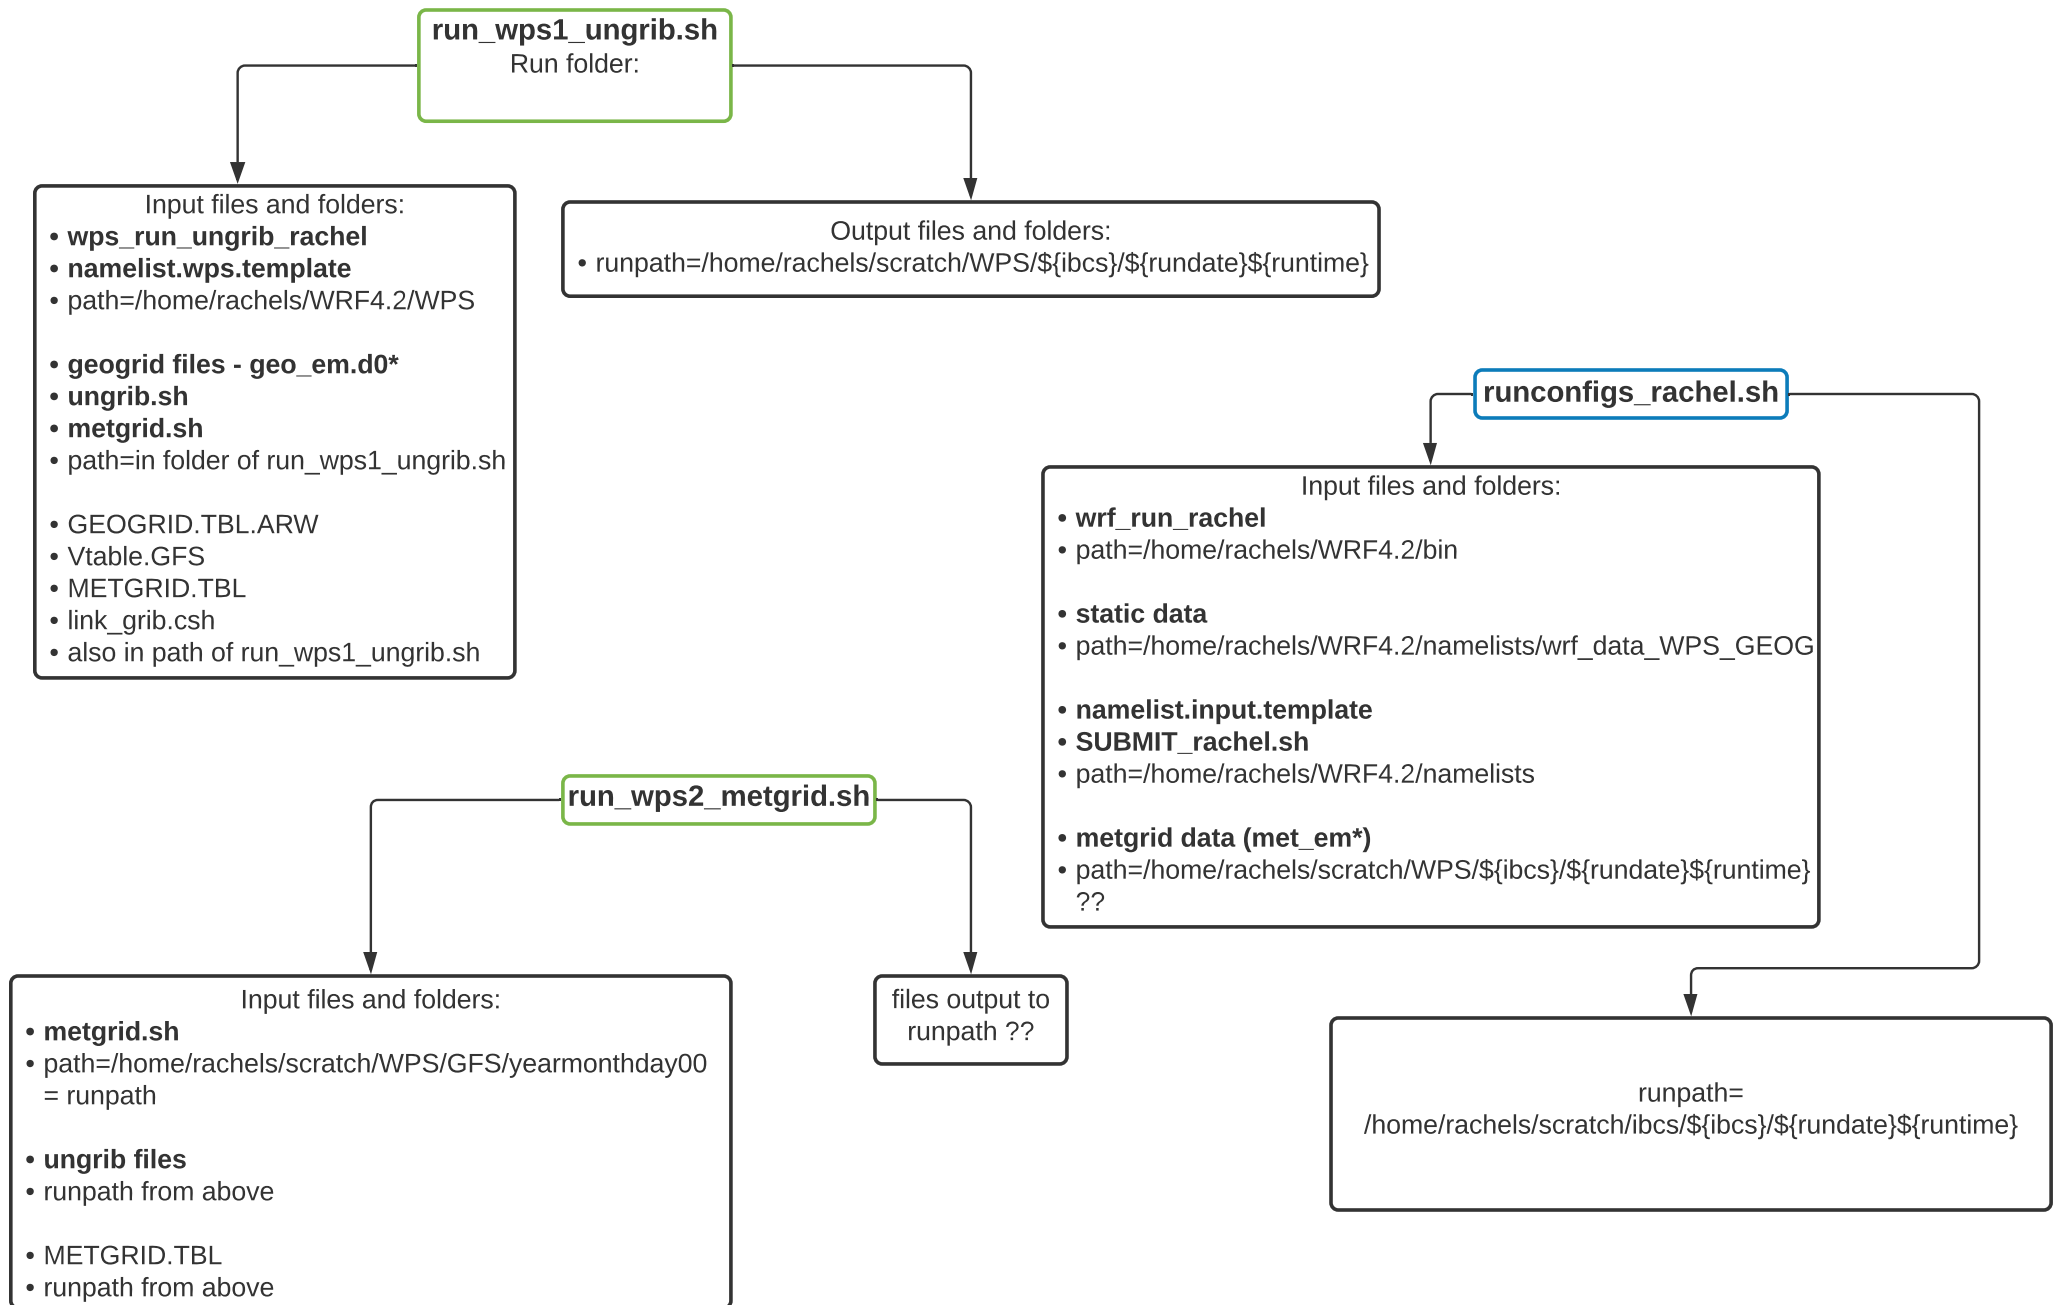 run_wps1_ungrib.sh
Run folder:
Input files and folders:
• wps_run_ungrib_rachel
• namelist.wps.template
• path=/home/rachels/WRF4.2/WPS
• geogrid files - geo_em.d0*
• ungrib.sh
• metgrid.sh
• path=in folder of run_wps1_ungrib.sh
• GEOGRID.TBL.ARW
• Vtable.GFS
• METGRID.TBL
• link_grib.csh
• also in path of run_wps1_ungrib.sh
Output files and folders:
• runpath=/home/rachels/scratch/WPS/${ibcs}/${rundate}${runtime}
runconfigs_rachel.sh
Input files and folders:
• wrf_run_rachel
• path=/home/rachels/WRF4.2/bin
• static data
• path=/home/rachels/WRF4.2/namelists/wrf_data_WPS_GEOG
• namelist.input.template
• SUBMIT_rachel.sh
• path=/home/rachels/WRF4.2/namelists
• metgrid data (met_em*)
• path=/home/rachels/scratch/WPS/${ibcs}/${rundate}${runtime}
??
run_wps2_metgrid.sh
Input files and folders:
• metgrid.sh
• path=/home/rachels/scratch/WPS/GFS/yearmonthday00
= runpath
• ungrib files
• runpath from above
• METGRID.TBL
• runpath from above
files output to
runpath ??
runpath=
/home/rachels/scratch/ibcs/${ibcs}/${rundate}${runtime}